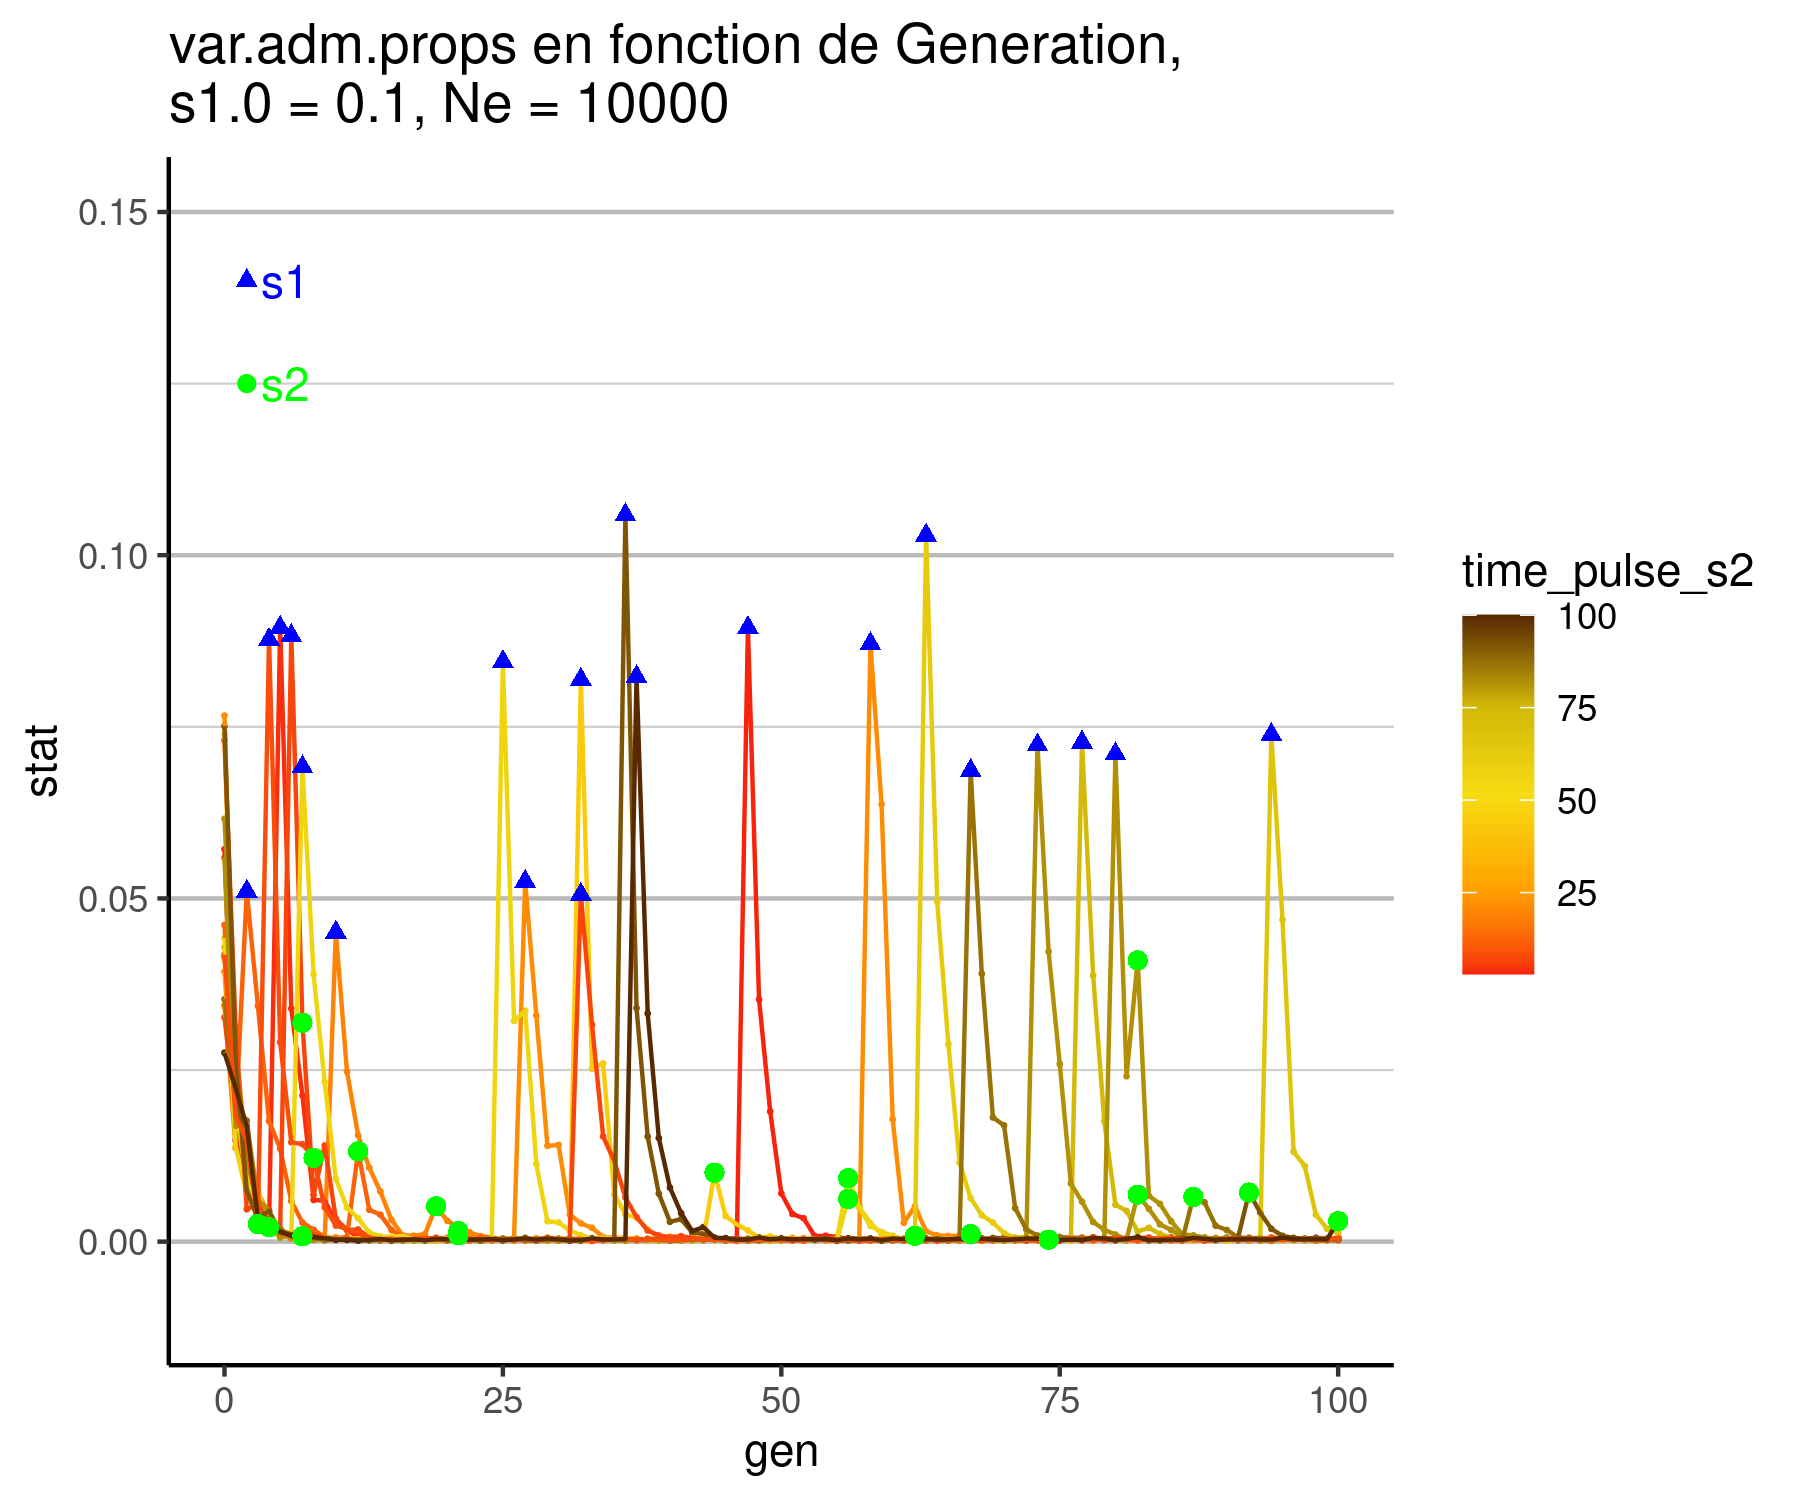 var.adm.props en fonction de Generation,
s1.0 = 0.1, Ne = 10000
0.15
s1
s2
0.10
0.05
0.00
stat
0 25 50 75 100
gen
time_pulse_s2
100
75
50
25